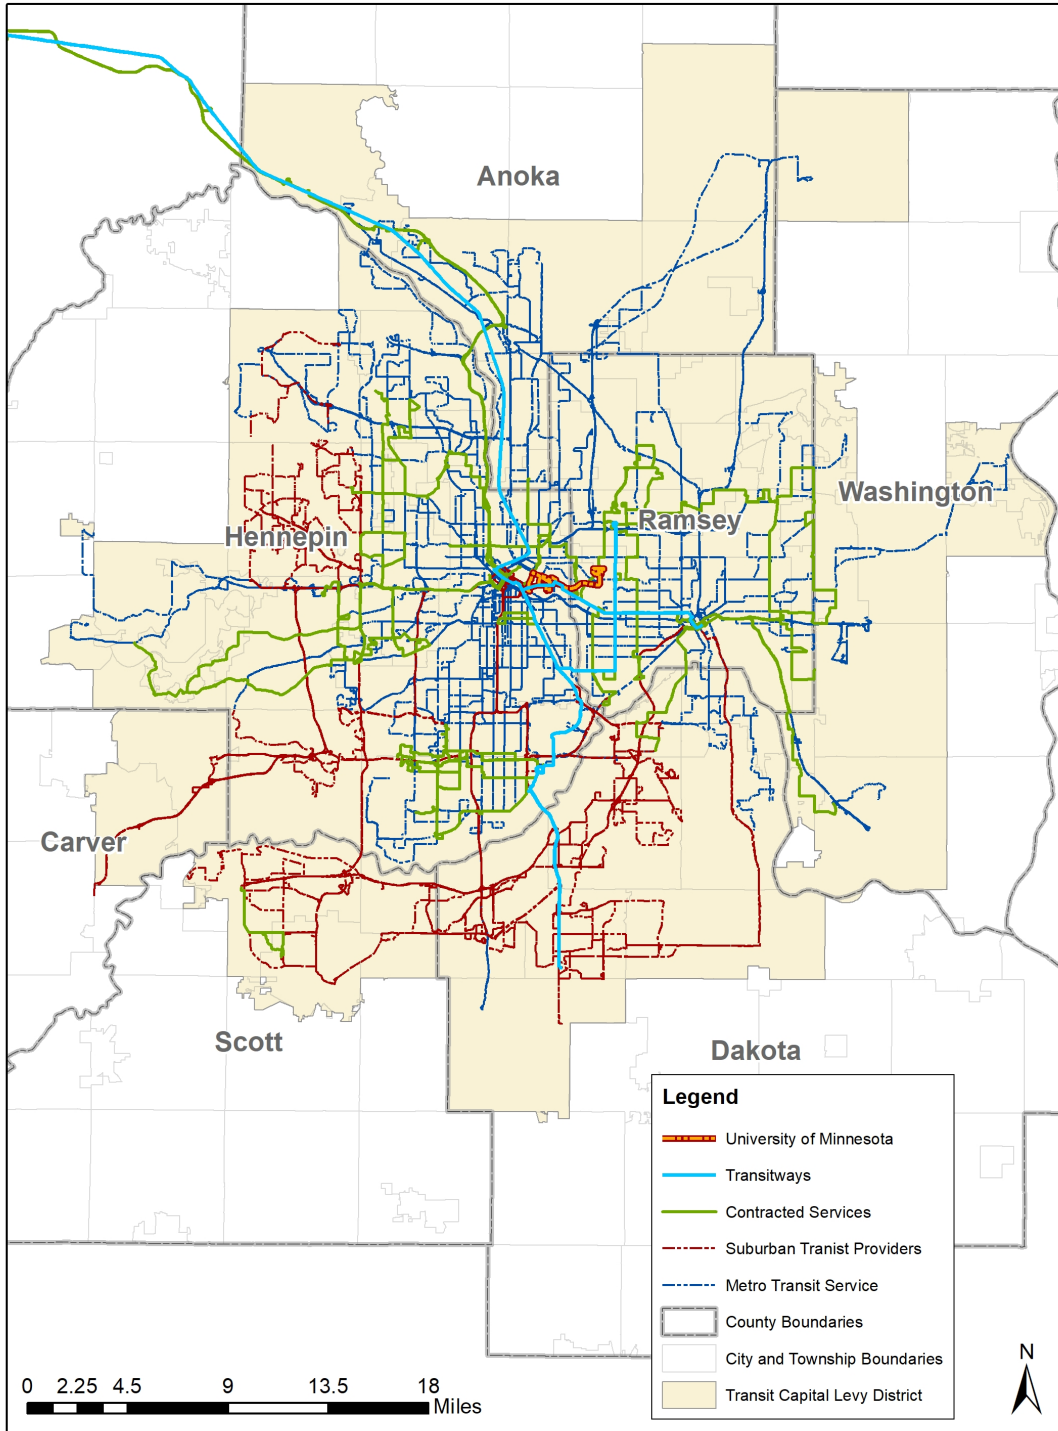 Anoka
Washington
Ramsey
Hennepin
Carver
Scott
Dakota
Legend
University of Minnesota
Transitways
Contracted Services
Suburban Tranist Providers
Metro Transit Service
County Boundaries
City and Township Boundaries
Transit Capital Levy District
N
0 2.25 4.5 9 13.5 18
Miles